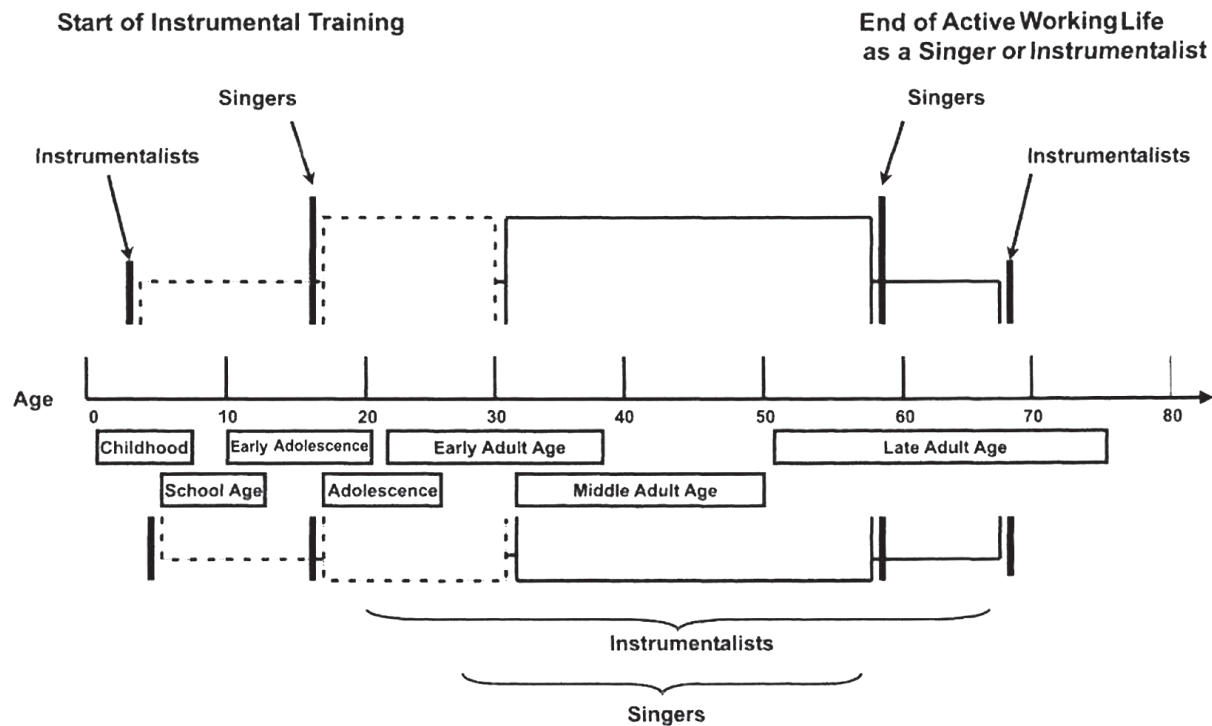 Start of Instrumental Training
End of Active Working Life
as a Singer or Instrumentalist
Singers
Singers
Instrumentalists
Instrumentalists
Age
0 10 20 30 40 50 60 70 80
Childhood Early Adolescence Early Adult Age Late Adult Age
School Age Adolescence Middle Adult Age
Instrumentalists
Singers